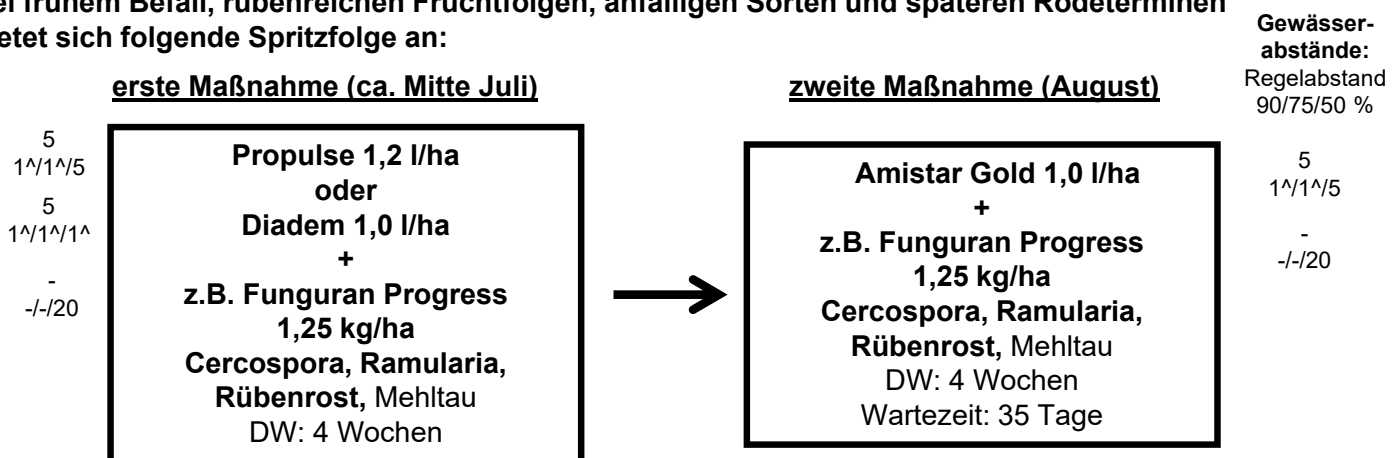 ei frühem Befall, rübenreichen Fruchtfolgen, anfälligen Sorten und späteren Rodeterminen
ietet sich folgende Spritzfolge an:
Gewässer-
abstände:
Regelabstand
90/75/50 %
erste Maßnahme (ca. Mitte Juli)
5
1^/1^/5
5
1^/1^/1^
-
-/-/20
Propulse 1,2 l/ha
oder
Diadem 1,0 l/ha
+
z.B. Funguran Progress
1,25 kg/ha
Cercospora, Ramularia,
Rübenrost, Mehltau
DW: 4 Wochen
zweite Maßnahme (August)
Amistar Gold 1,0 l/ha
+
z.B. Funguran Progress
1,25 kg/ha
Cercospora, Ramularia,
Rübenrost, Mehltau
DW: 4 Wochen
Wartezeit: 35 Tage
5
1^/1^/5
-
-/-/20